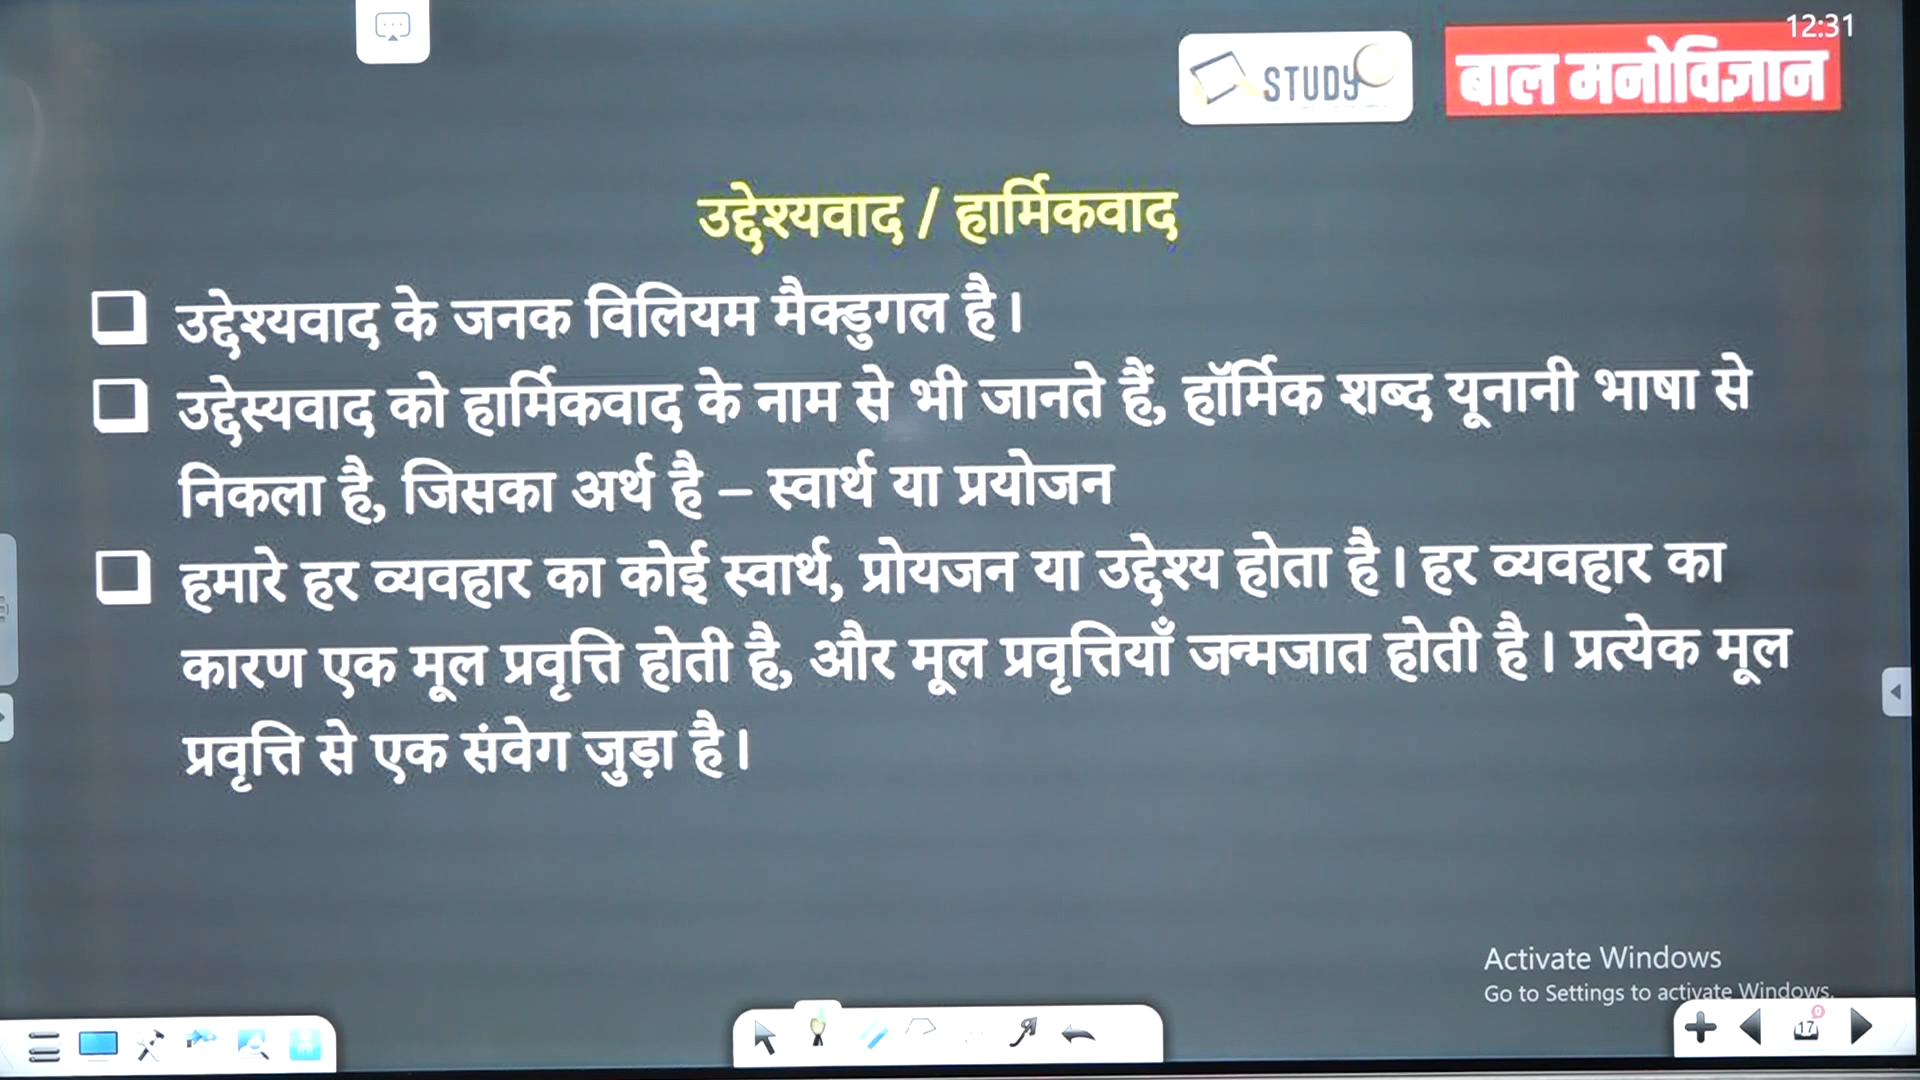 12:31
STUDY
बाल मनोविज्ञान
उद्देश्यवाद / हार्मिकवाद
उद्देश्यवाद के जनक विलियम मैक्डुगल है।
उद्देस्यवाद को हार्मिकवाद के नाम से भी जानते हैं, हॉर्मिक शब्द यूनानी भाषा से
निकला है, जिसका अर्थ है – स्वार्थ या प्रयोजन
हमारे हर व्यवहार का कोई स्वार्थ, प्रोयजन या उद्देश्य होता है। हर व्यवहार का
कारण एक मूल प्रवृत्ति होती है, और मूल प्रवृत्तियाँ जन्मजात होती है। प्रत्येक मूल
प्रवृत्ति से एक संवेग जुड़ा है।
Activate Windows
Go to Settings to activate Windows.
17